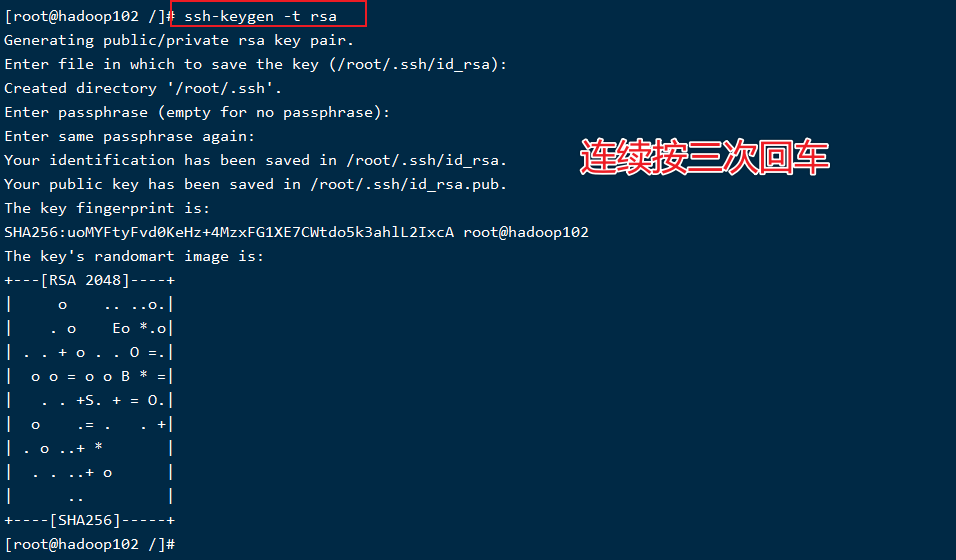 [root@hadoop102 /]# ssh-keygen -t rsa
Generating public/private rsa key pair.
Enter file in which to save the key (/root/.ssh/id_rsa):
Created directory '/root/.ssh'.
Enter passphrase (empty for no passphrase):
Enter same passphrase again:
连续按三次回车
Your identification has been saved in /root/.ssh/id_rsa.
Your public key has been saved in /root/.ssh/id_rsa.pub.
The key fingerprint is:
SHA256:uoMYFtyFvd0KeHz+4MzxFG1XE7CWtdo5k3ahlL2IxcA root@hadoop102
The key's randomart image is:
+---[RSA 2048]----+
|     o    .. ..o.|
|    . o    Eo *.o|
| . . + o . . O =.|
|  o o = o o B * =|
|   . . +S. + = O.|
|  o    .= .   . +|
| . o ..+ *       |
|  . . ..+ o      |
|      ..         |
+----[SHA256]-----+
[root@hadoop102 /]#